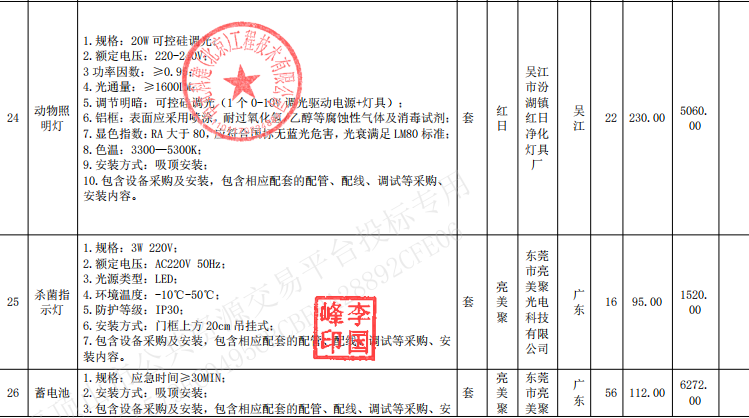 24 动物照明灯 套 红日 吴江市汾湖镇红日净化灯具厂 吴江 22 230.00 5060.00
1.规格：20W 可控硅调光；
2.额定电压：220-240V；
3 功率因数：≥0.95；
4.光通量：≥1600LM；
5.调节明暗：可控硅调光（1 个 0-10V 调光驱动电源+灯具）；
6.铝框：表面应采用喷涂，耐过氧化氢、乙醇等腐蚀性气体及消毒试剂；
7.显色指数：RA 大于 80，应符合国标无蓝光危害，光衰满足 LM80 标准；
8.色温：3300—5300K；
9.安装方式：吸顶安装；
10.包含设备采购及安装，包含相应配套的配管、配线、调试等采购、
安装内容。
25 杀菌指示灯 套 亮美聚 东莞市亮美聚光电科技有限公司 广东 16 95.00 1520.00
1.规格：3W 220V；
2.额定电压：AC220V 50Hz；
3.光源类型：LED；
4.环境温度：-10℃-50℃；
5.防护等级：IP30；
6.安装方式：门框上方 20cm 吊挂式；
7.包含设备采购及安装，包含相应配套的配管、配线、调试等采购、安
装内容。
李国峰印
26 蓄电池 套 亮美聚 东莞市亮美聚 广东 56 112.00 6272.00
1.规格：应急时间≥30MIN；
2.安装方式：吸顶安装；
3.包含设备采购及安装，包含相应配套的配管、配线、调试等采购、安